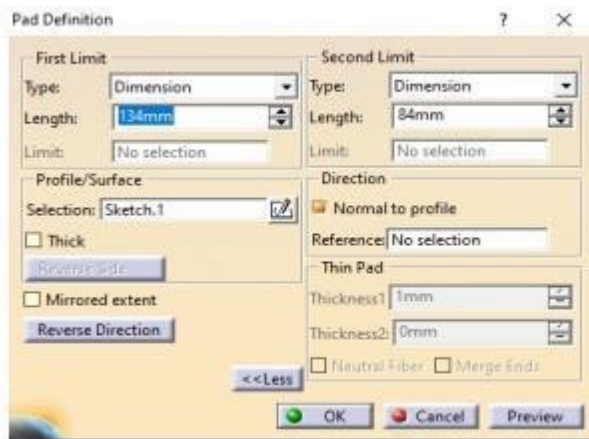 Pad Definition ? ×
First Limit
Type: Dimension
Length: 134mm
Limit: No selection
Profile/Surface
Selection: Sketch.1
Thick
Reverse Side
Mirrored extent
Reverse Direction
<<Less
Second Limit
Type: Dimension
Length: 84mm
Limit: No selection
Direction
Normal to profile
Reference: No selection
Thin Pad
Thickness1 1mm
Thickness2: 0mm
Neutral Fiber Merge Ends
OK Cancel Preview